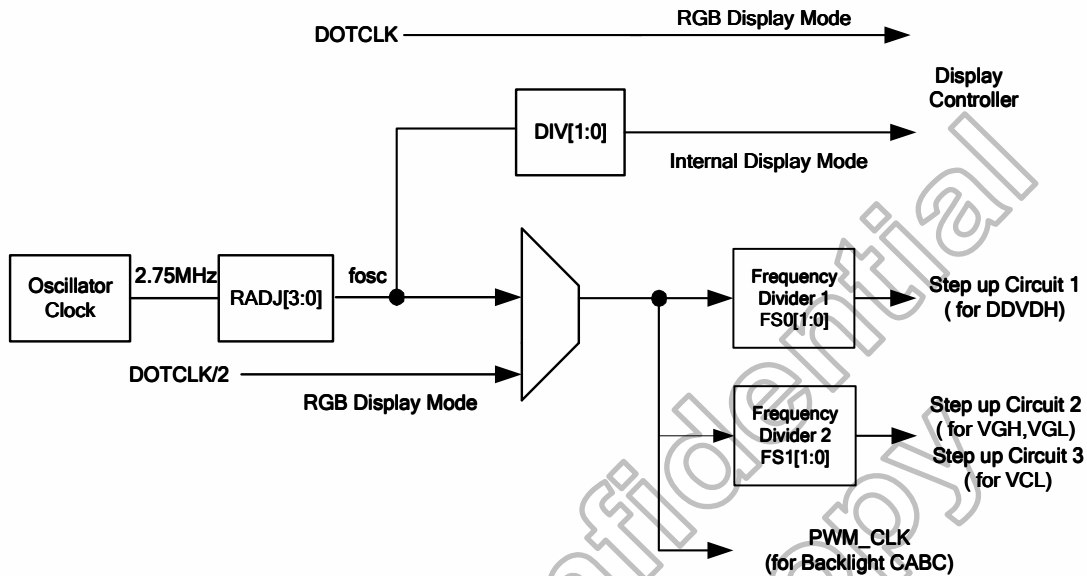 RGB Display Mode
DOTCLK
Display
Controller
DIV[1:0]
Internal Display Mode
Oscillator
Clock
2.75MHz
RADJ[3:0]
fosc
Frequency
Divider 1
FS0[1:0]
Step up Circuit 1
( for DDVDH)
DOTCLK/2
RGB Display Mode
Frequency
Divider 2
FS1[1:0]
Step up Circuit 2
( for VGH,VGL)
Step up Circuit 3
( for VCL)
PWM_CLK
(for Backlight CABC)
nfidential
opy